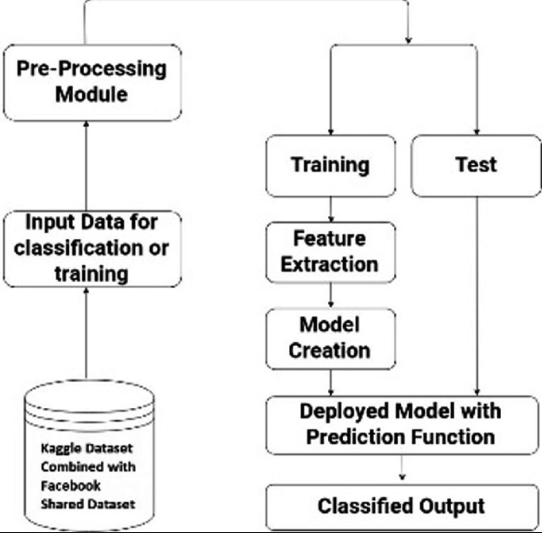 Pre-Processing
Module
Input Data for
classification or
training
Kaggle Dataset
Combined with
Facebook
Shared Dataset
Training
Test
Feature
Extraction
Model
Creation
Deployed Model with
Prediction Function
Classified Output